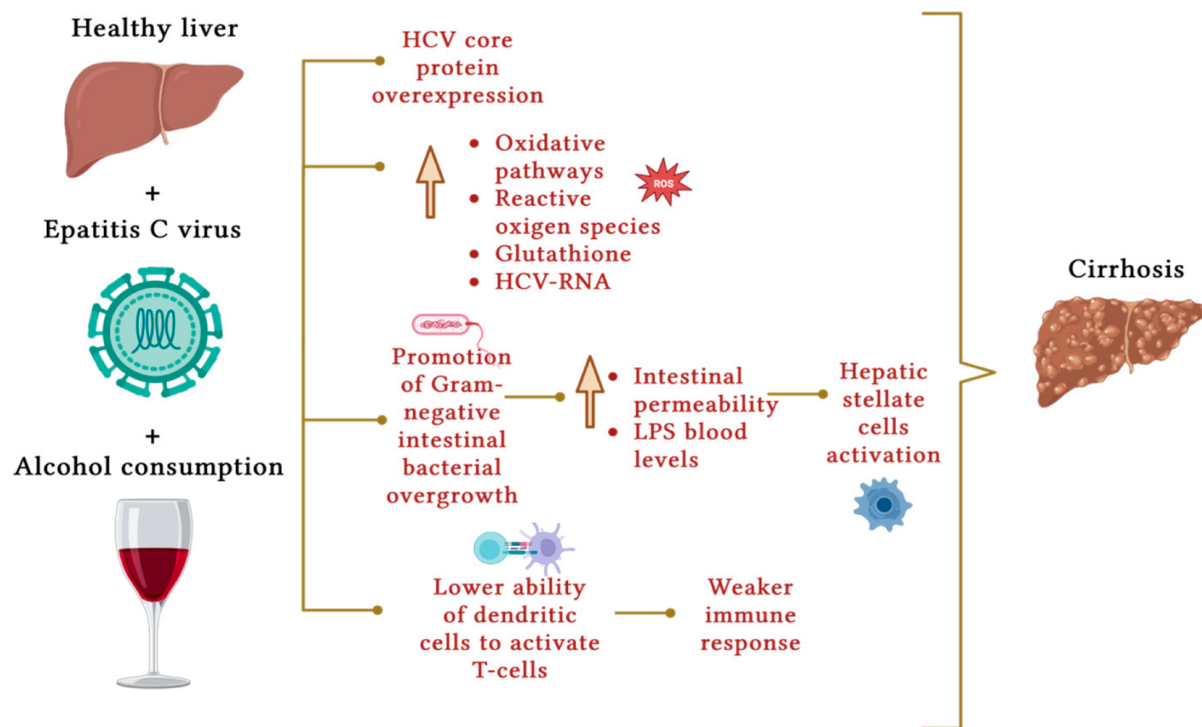 Healthy liver
+
Epatitis C virus
+
Alcohol consumption
HCV core
protein
overexpression
• Oxidative
pathways
• Reactive
oxigen species
• Glutathione
• HCV-RNA
ROS
Promotion
of Gram-
negative
intestinal
bacterial
overgrowth
• Intestinal
permeability
• LPS blood
levels
Hepatic
stellate
cells
activation
Lower ability
of dendritic
cells to activate
T-cells
Weaker
immune
response
Cirrhosis